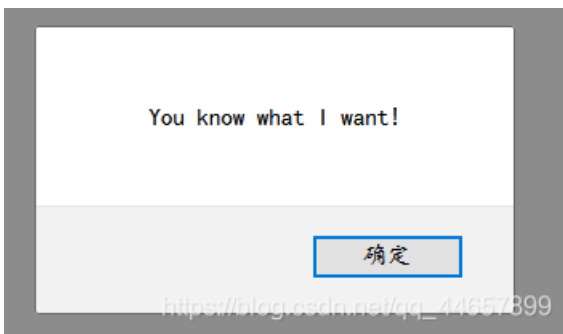 You know what I want!
确定
https://blog.csdn.net/qq_44657899